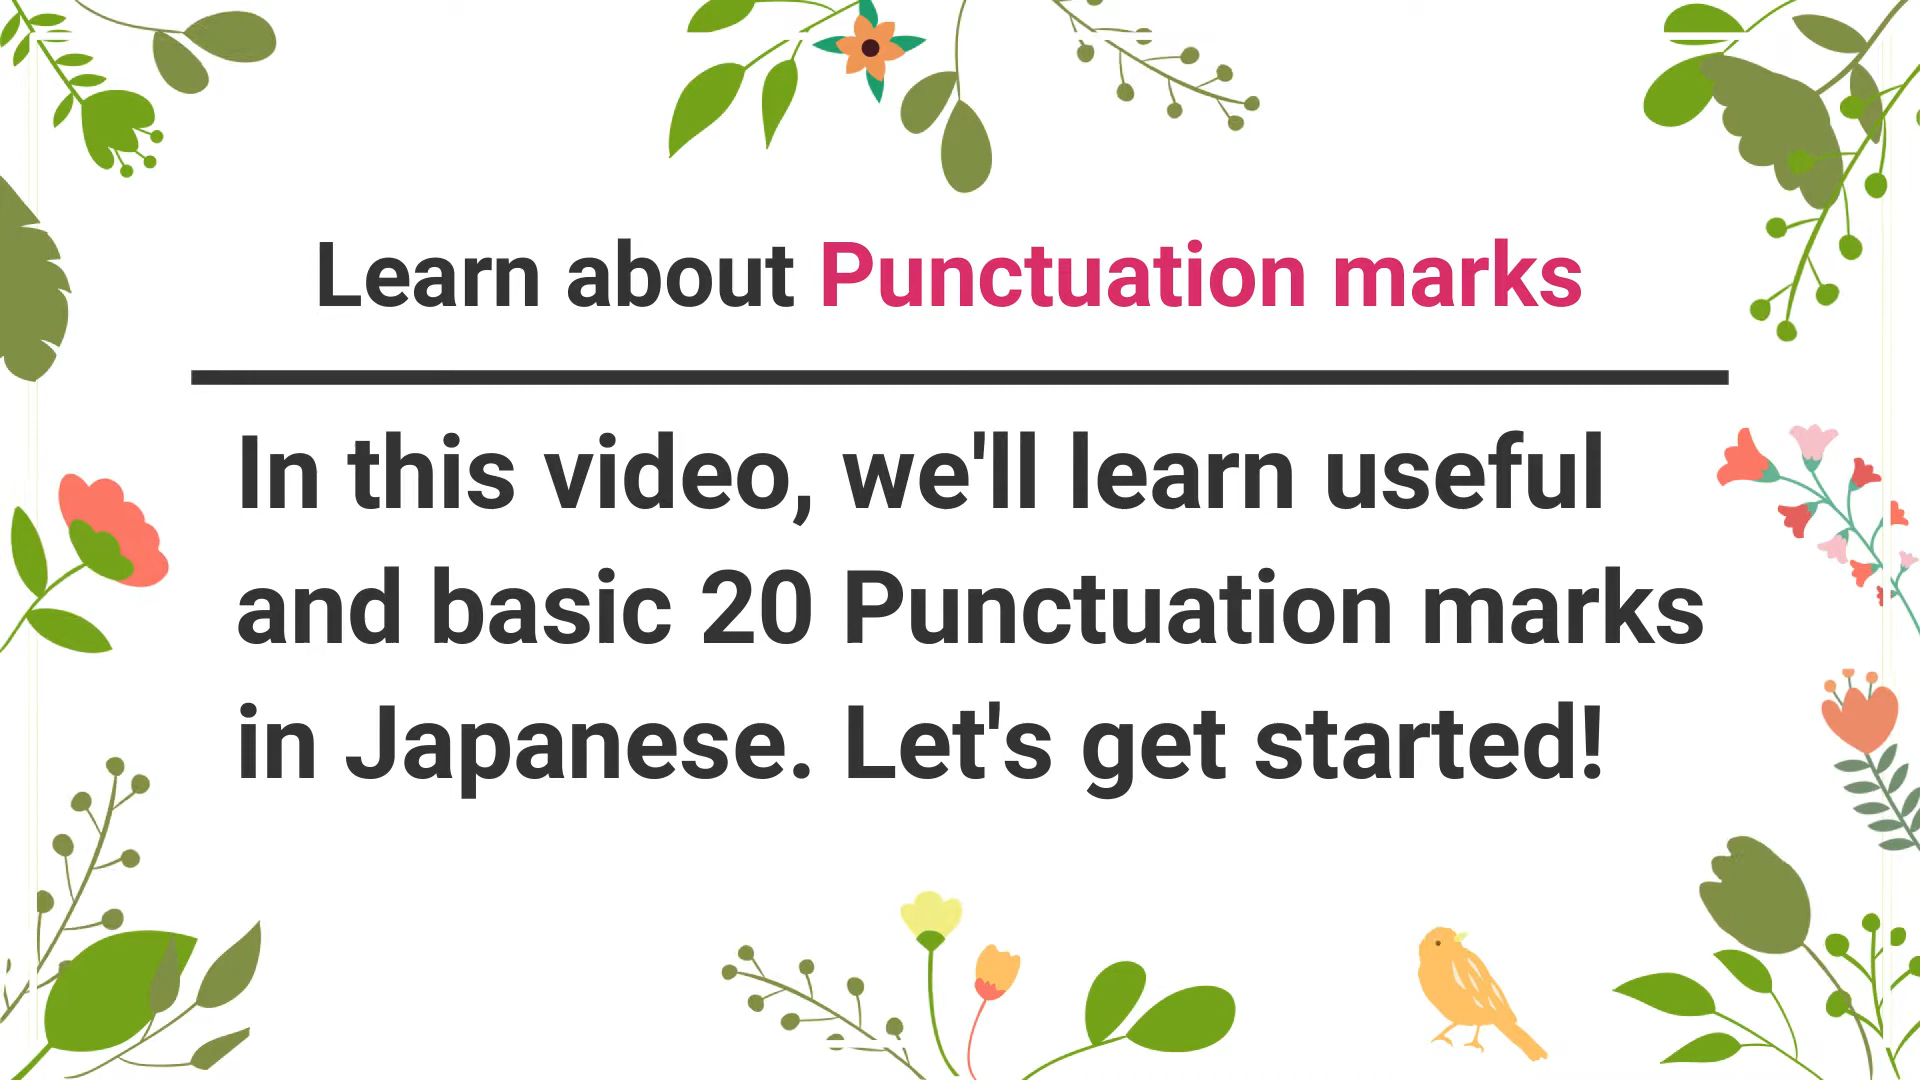 Learn about Punctuation marks
In this video, we'll learn useful
and basic 20 Punctuation marks
in Japanese. Let's get started!